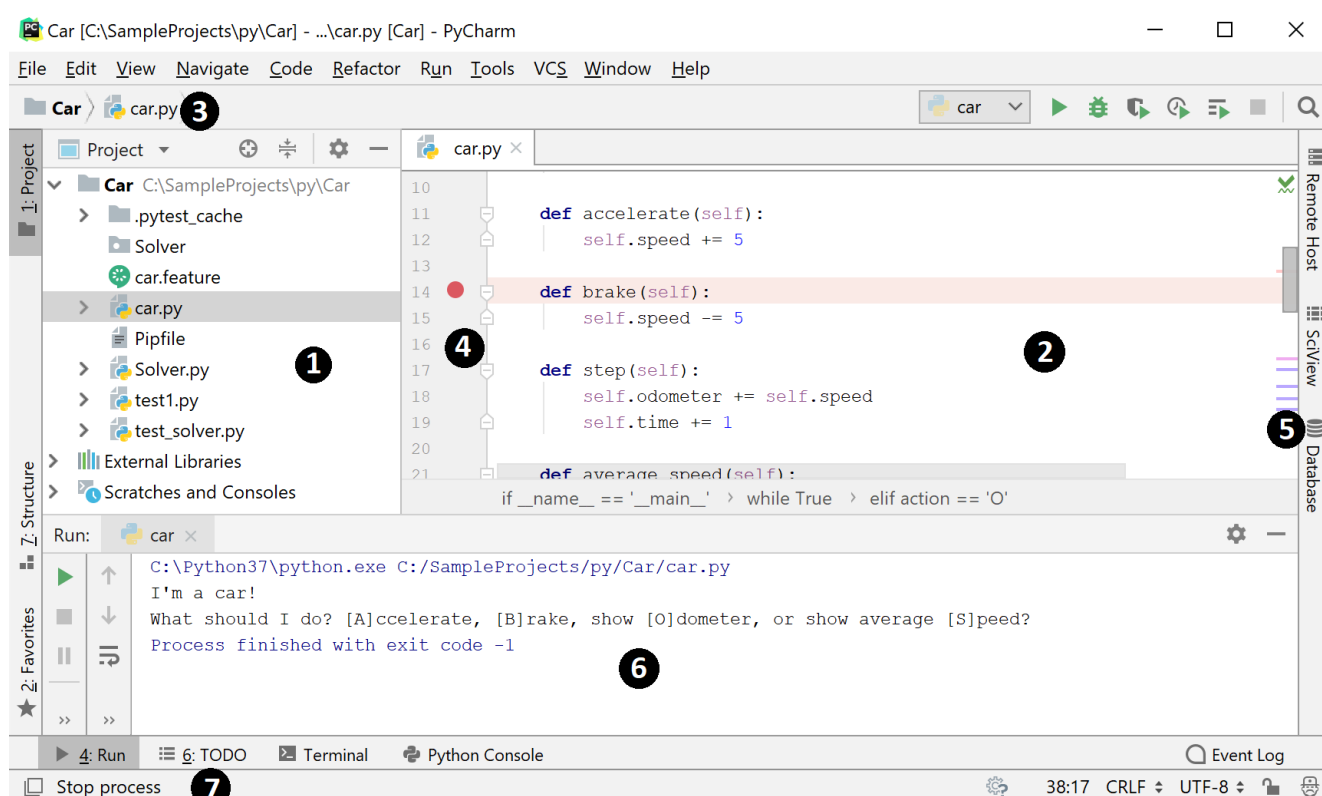 Car [C:\SampleProjects\py\Car] - ...\car.py [Car] - PyCharm
File Edit View Navigate Code Refactor Run Tools VCS Window Help
Car car.py 3 car
1: Project
Project
car.py
Car C:\SampleProjects\py\Car
.pytest_cache
Solver
car.feature
car.py
Pipfile
Solver.py
test1.py
test_solver.py
External Libraries
Scratches and Consoles
1
10
11 def accelerate(self):
12 self.speed += 5
13
14 def brake(self):
15 self.speed -= 5
16
17 def step(self):
18 self.odometer += self.speed
19 self.time += 1
20
21 def average_speed(self):
4
2
if __name__ == '__main__' › while True › elif action == 'O'
Remote Host
SciView
5
Database
7: Structure
2: Favorites
Run: car
C:\Python37\python.exe C:/SampleProjects/py/Car/car.py
I'm a car!
What should I do? [A]ccelerate, [B]rake, show [O]dometer, or show average [S]peed?
Process finished with exit code -1
6
4: Run 6: TODO Terminal Python Console Event Log
Stop process 7 38:17 CRLF UTF-8